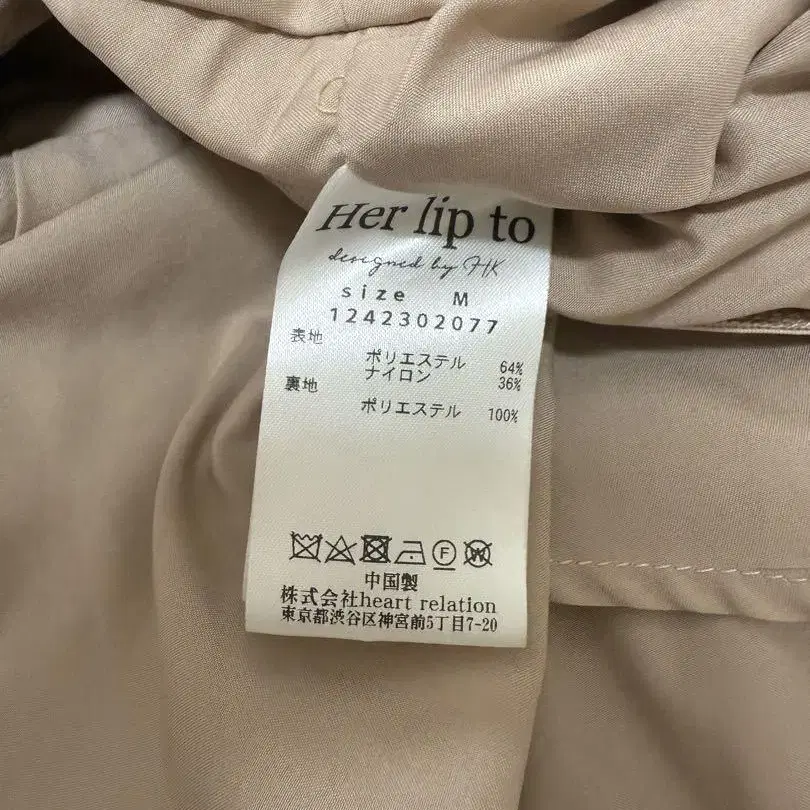 Her lip to
designed by HK
size M
1242302077
表地
ポリエステル 64%
ナイロン 36%
裏地
ポリエステル 100%
F W
中国製
株式会社heart relation
東京都渋谷区神宮前5丁目7-20